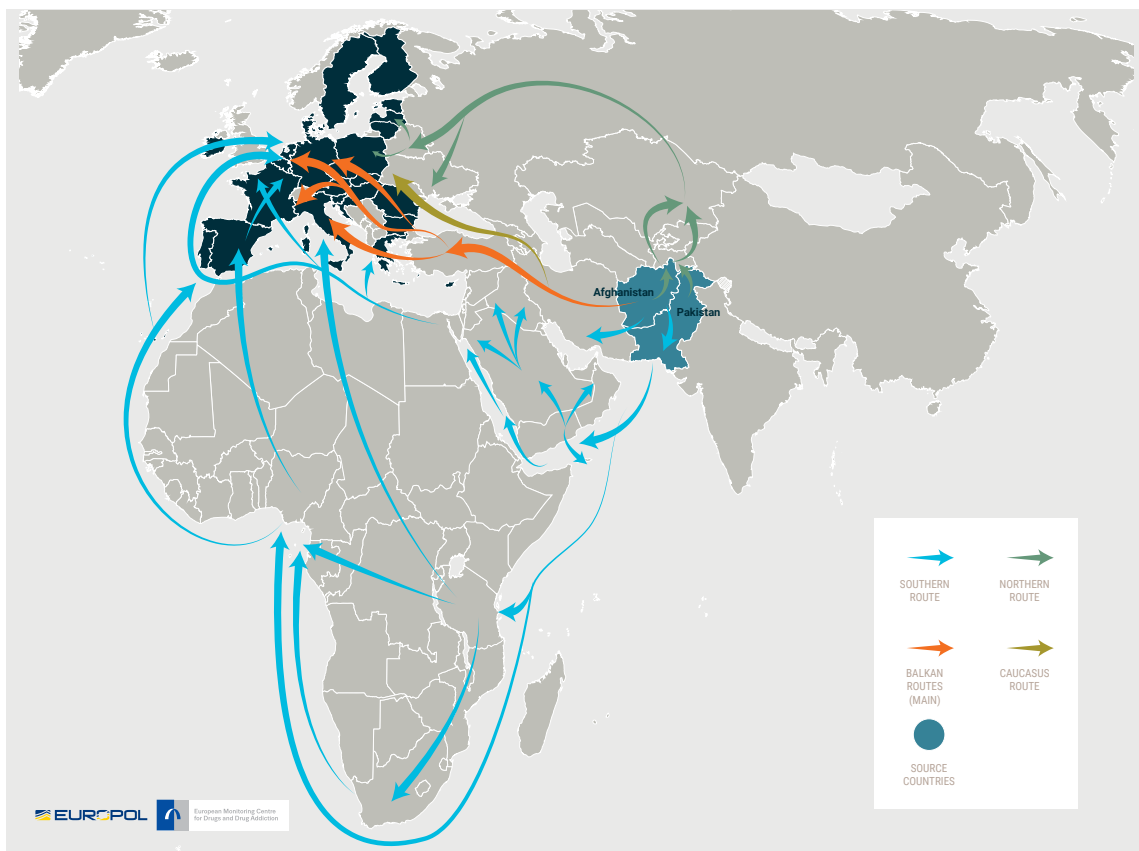 Afghanistan
Pakistan
SOUTHERN
ROUTE
NORTHERN
ROUTE
BALKAN
ROUTES
(MAIN)
CAUCASUS
ROUTE
SOURCE
COUNTRIES
EUROPOL
European Monitoring Centre
for Drugs and Drug Addiction